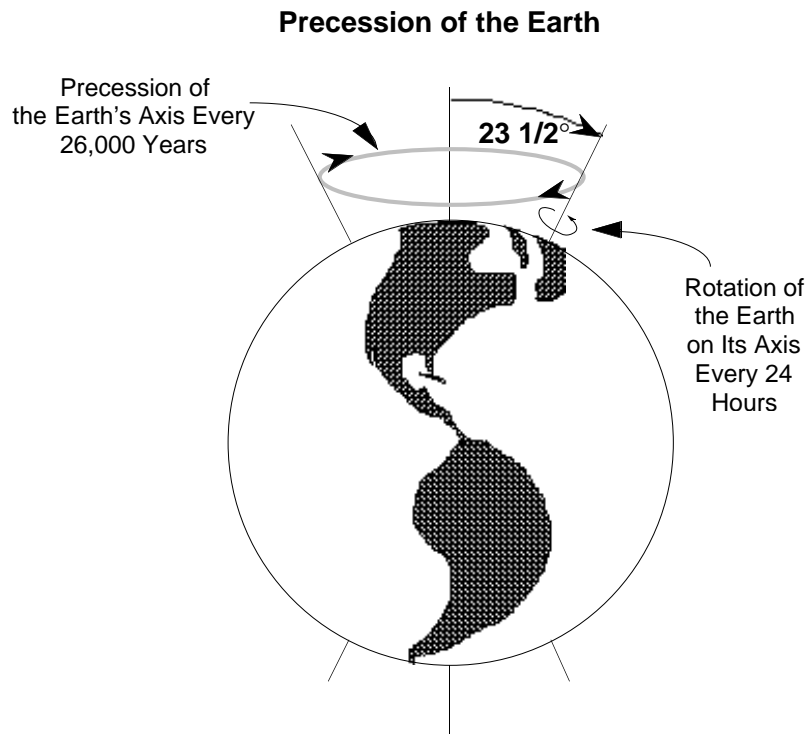 Precession of the Earth
Precession of
the Earth's Axis Every
26,000 Years
23 1/2°
Rotation of
the Earth
on Its Axis
Every 24
Hours